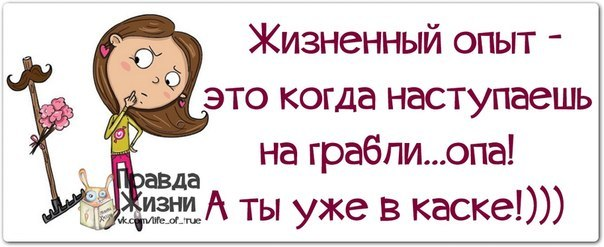 Жизненный опыт -
это когда наступаешь
на грабли...опа!
А ты уже в каске!)))
Правда
Жизни
vk.com/life_of_true